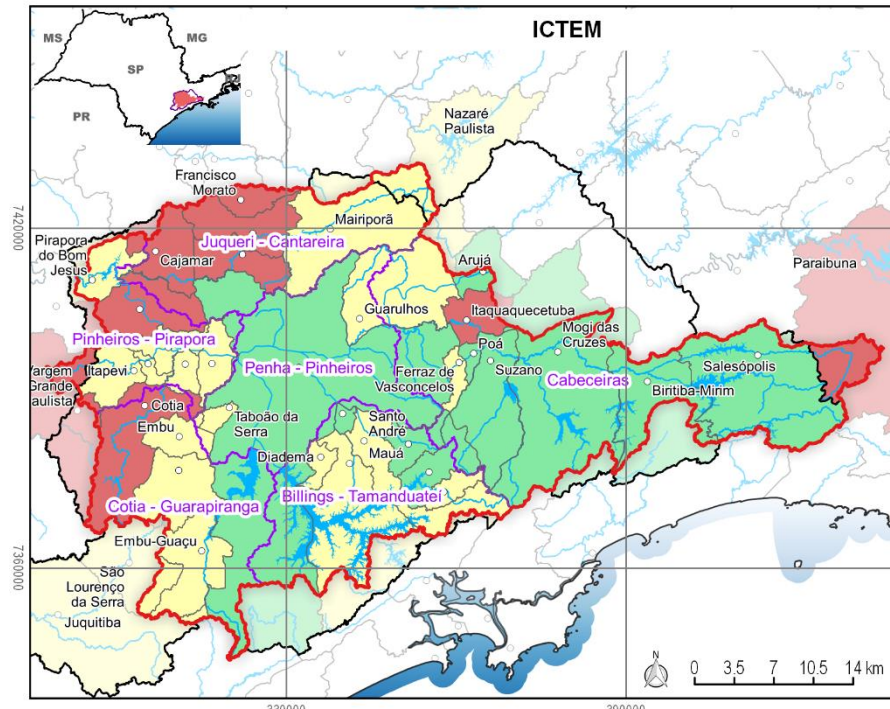 ICTEM
MS
MG
SP
RJ
PR
Nazaré
Paulista
Francisco
Morato
Mairiporã
7420000
Juqueri - Cantareira
Pirapora
do Bom
Jesus
Cajamar
Arujá
Paraibuna
Guarulhos
Itaquaquecetuba
Mogi das
Cruzes
Pinheiros - Pirapora
Poá
Itapevi
Penha - Pinheiros
Ferraz de
Vasconcelos
Suzano
Cabeceiras
Salesópolis
Vargem
Grande
Paulista
Biritiba-Mirim
Cotia
Embu
Taboão da
Serra
Santo
André
Mauá
Diadema
Cotia - Guarapiranga
Billings - Tamanduateí
Embu-Guaçu
7360000
São
Lourenço
da Serra
Juquitiba
N
0 3.5 7 10.5 14 km